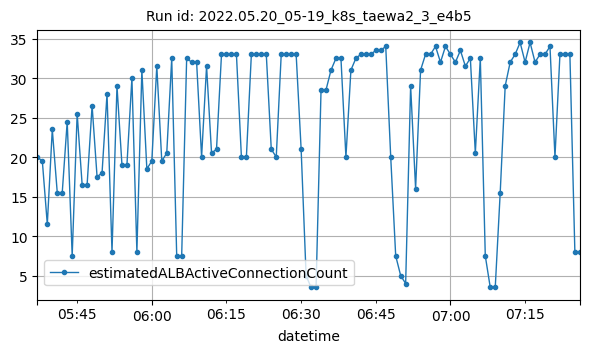 Run id: 2022.05.20_05-19_k8s_taewa2_3_e4b5
35
30
25
20
15
10
5
estimatedALBActiveConnectionCount
05:45 06:00 06:15 06:30 06:45 07:00 07:15
datetime